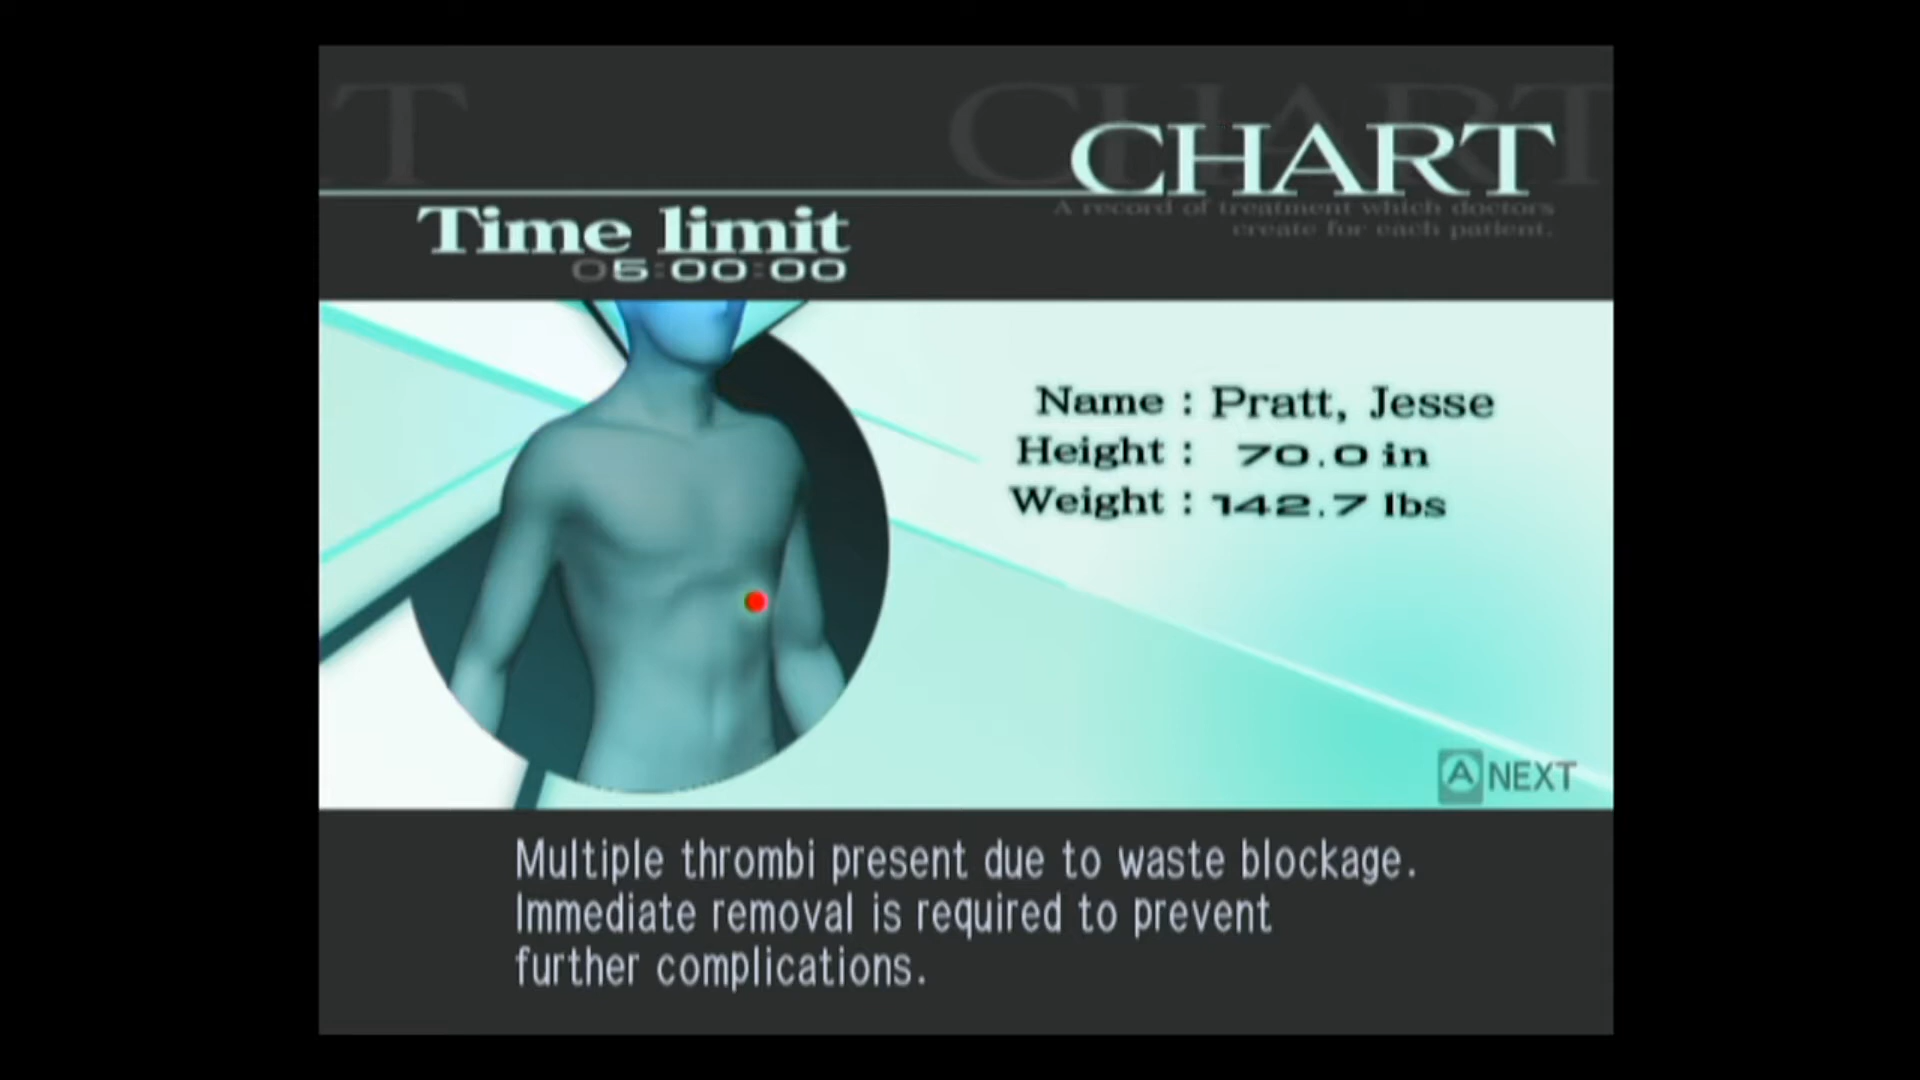 CHART
A record of treatment which doctors
create for each patient.
Time limit
05:00:00
Name : Pratt, Jesse
Height : 70.0 in
Weight : 142.7 lbs
A NEXT
Multiple thrombi present due to waste blockage.
Immediate removal is required to prevent
further complications.